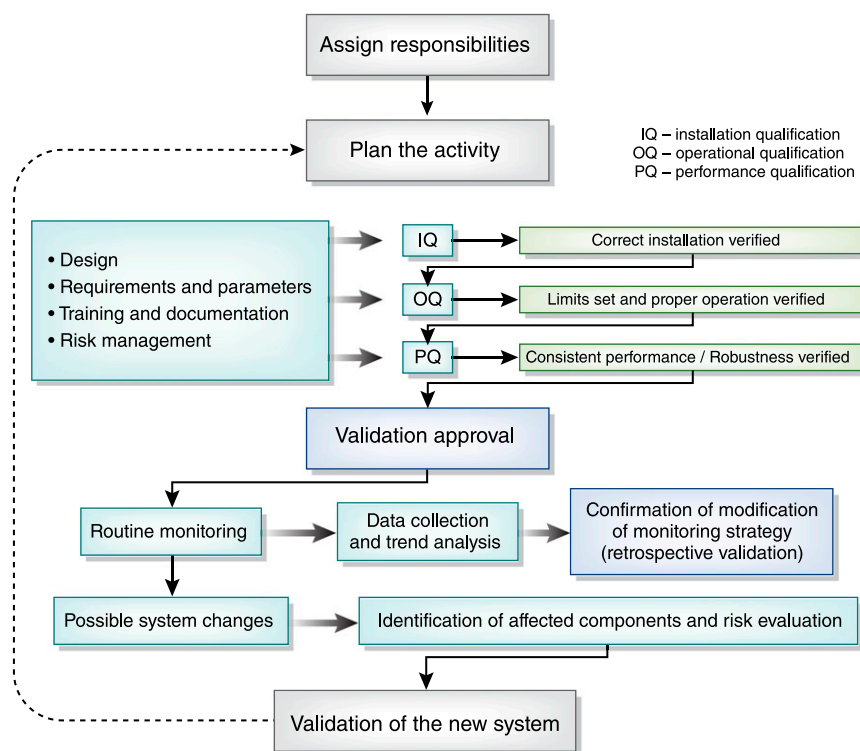 Assign responsibilities
Plan the activity
IQ – installation qualification
OQ – operational qualification
PQ – performance qualification
• Design
• Requirements and parameters
• Training and documentation
• Risk management
IQ
Correct installation verified
OQ
Limits set and proper operation verified
PQ
Consistent performance / Robustness verified
Validation approval
Routine monitoring
Data collection
and trend analysis
Confirmation of modification
of monitoring strategy
(retrospective validation)
Possible system changes
Identification of affected components and risk evaluation
Validation of the new system